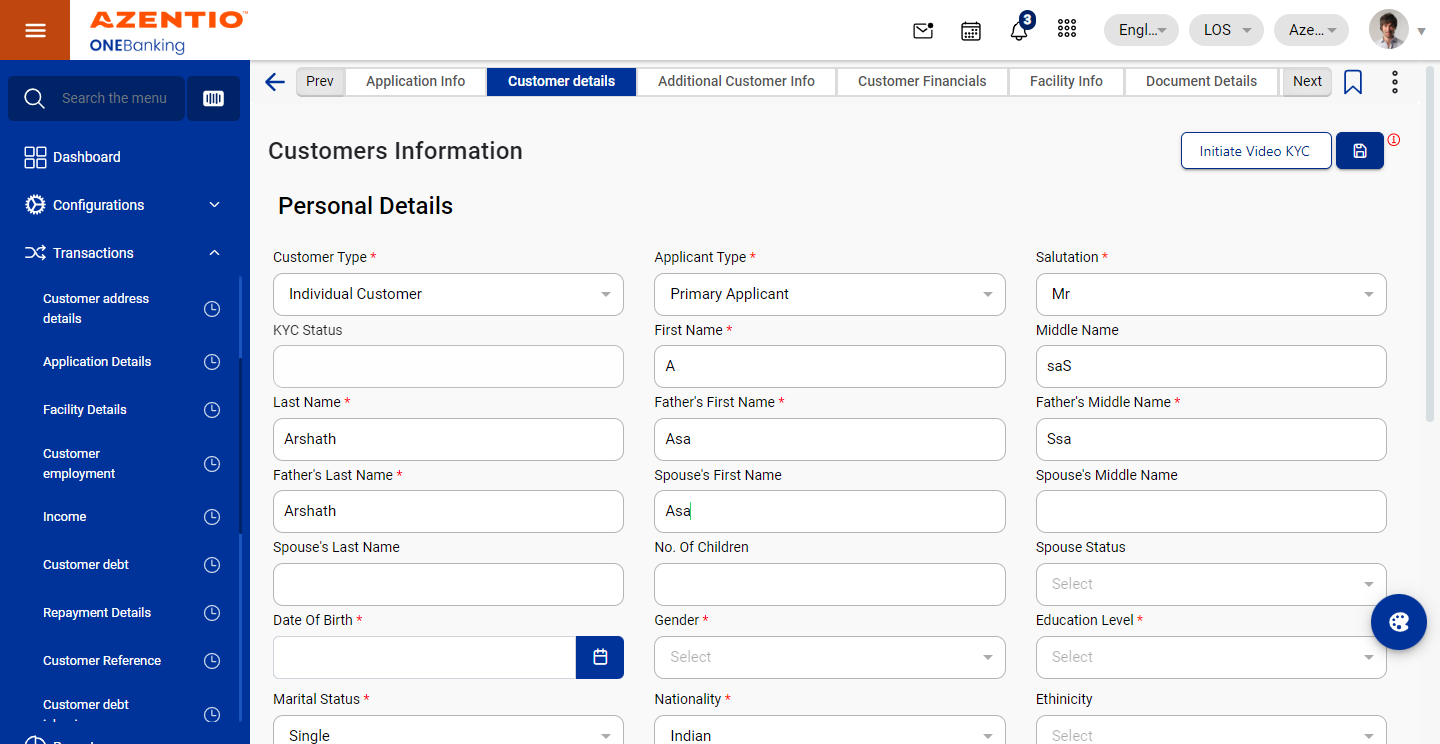 AZENTIO™
ONEBanking
3
Engl...
LOS
Aze...
Search the menu
Dashboard
Configurations
Transactions
Customer address
details
Application Details
Facility Details
Customer
employment
Income
Customer debt
Repayment Details
Customer Reference
Customer debt
Prev
Application Info
Customer details
Additional Customer Info
Customer Financials
Facility Info
Document Details
Next
Customers Information
Initiate Video KYC
Personal Details
Customer Type *
Applicant Type *
Salutation *
Individual Customer
Primary Applicant
Mr
KYC Status
First Name *
Middle Name
A
saS
Last Name *
Father's First Name *
Father's Middle Name *
Arshath
Asa
Ssa
Father's Last Name *
Spouse's First Name
Spouse's Middle Name
Arshath
Asa
Spouse's Last Name
No. Of Children
Spouse Status
Select
Date Of Birth *
Gender *
Education Level *
Select
Select
Marital Status *
Nationality *
Ethinicity
Single
Indian
Select